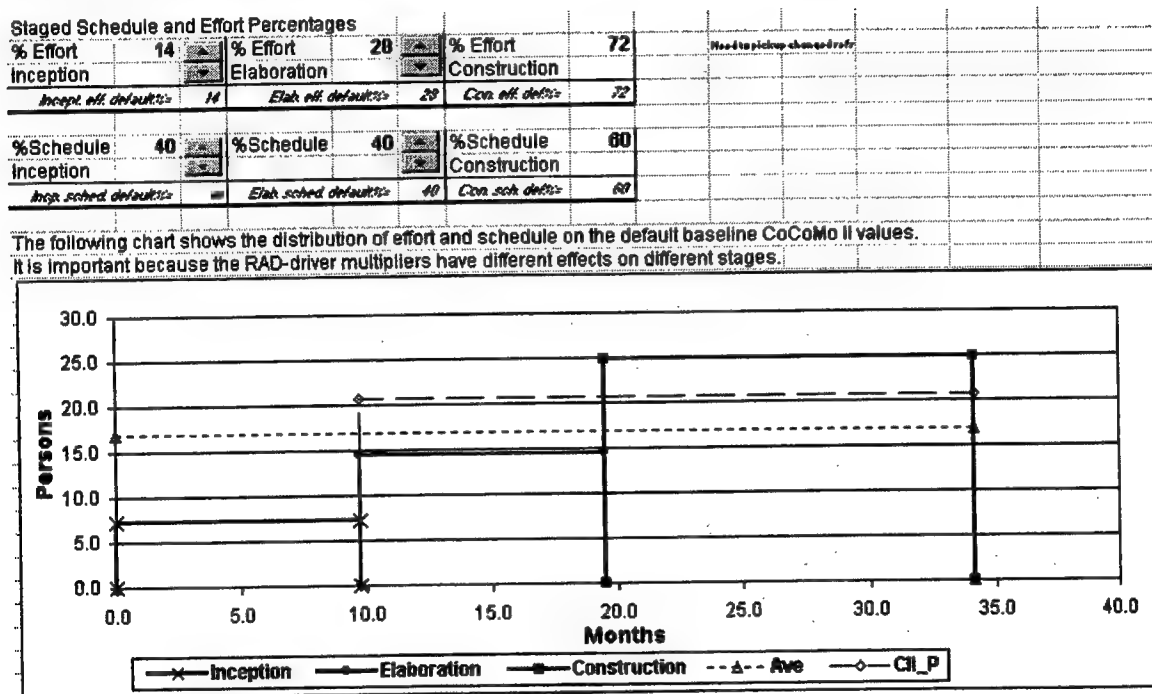 Staged Schedule and Effort Percentages
% Effort 14 % Effort 28 % Effort 72
Inception Elaboration Construction
Incept. eff. default%= 14 Elab. eff. default%= 28 Con. eff. def%= 72
%Schedule 40 %Schedule 40 %Schedule 60
Inception Construction
Incp. sched. default%= Elab. sched. default%= 40 Con. sch. def%= 60
The following chart shows the distribution of effort and schedule on the default baseline CoCoMo II values.
It is important because the RAD-driver multipliers have different effects on different stages.
30.0
25.0
20.0
15.0
10.0
5.0
0.0
Persons
0.0 5.0 10.0 15.0 20.0 25.0 30.0 35.0 40.0
Months
Inception Elaboration Construction Ave CII_P